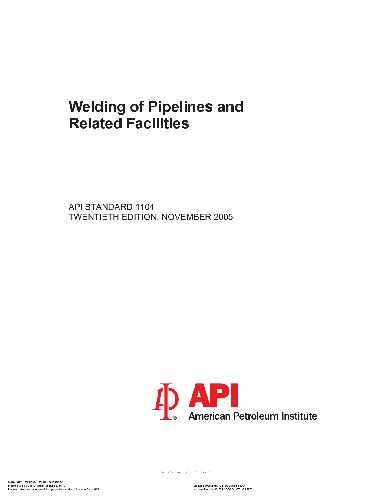 Welding of Pipelines and
Related Facilities
API STANDARD 1104
TWENTIETH EDITION, NOVEMBER 2005
API
American Petroleum Institute